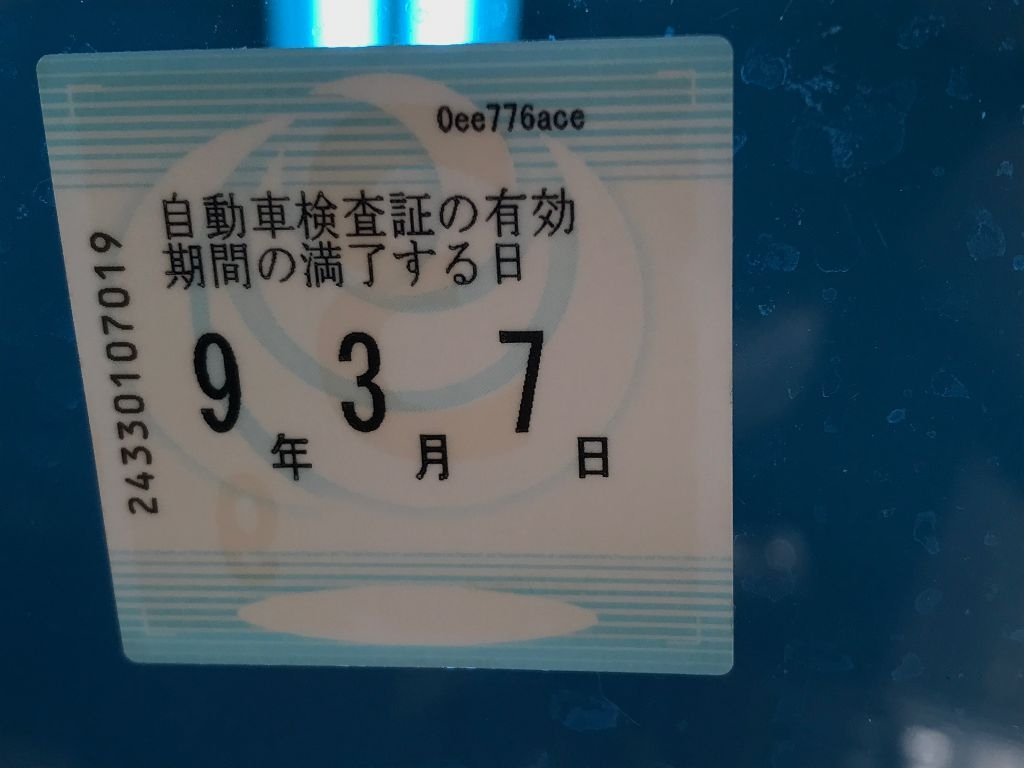 0ee776ace
自動車検査証の有効
期間の満了する日
9年 3月 7日
24330107019